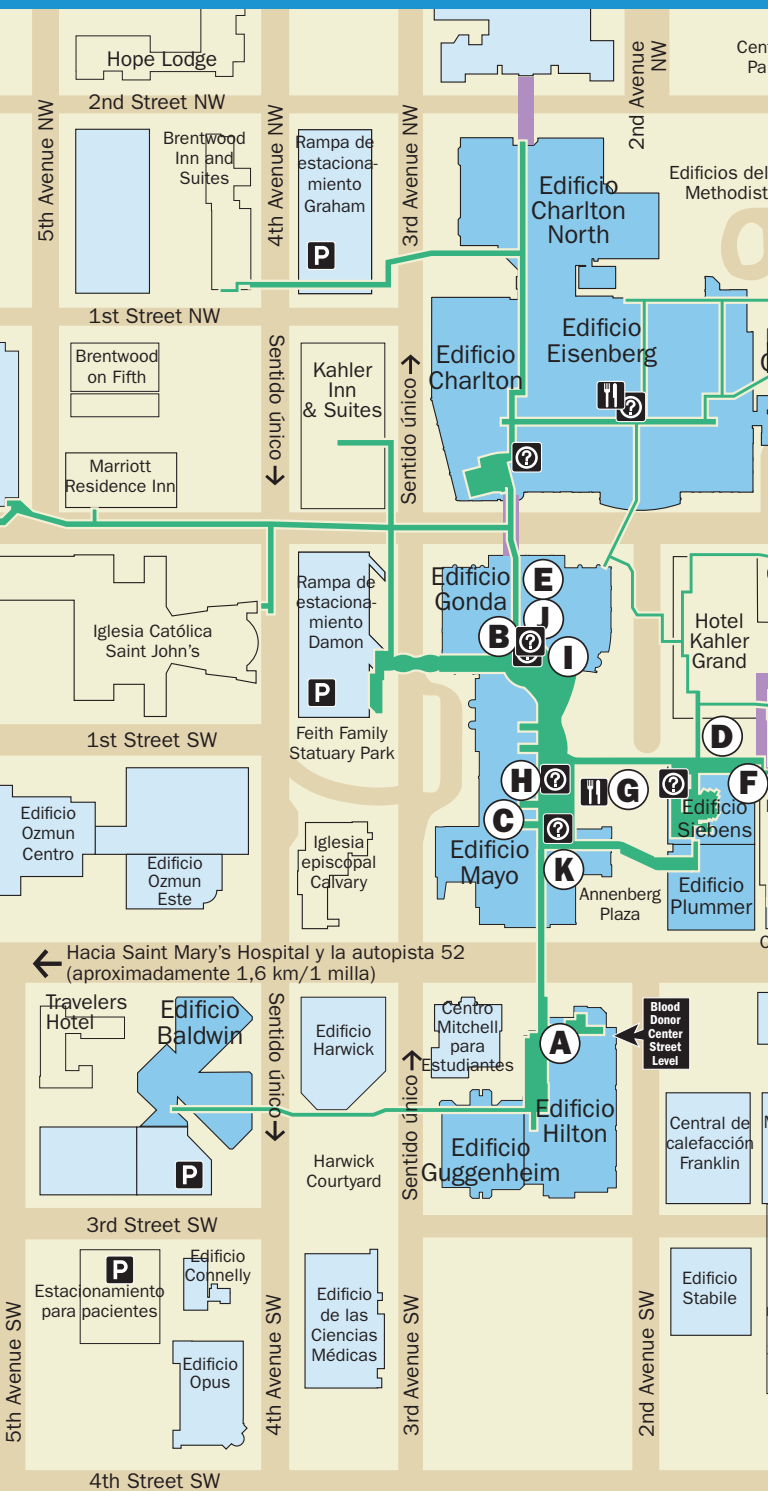 Hope Lodge
2nd Street NW
2nd Avenue NW
5th Avenue NW
4th Avenue NW
3rd Avenue NW
Brentwood
Inn and
Suites
Rampa de
estaciona-
miento
Graham
P
Edificio
Charlton
North
Edificios del
Methodist
1st Street NW
Brentwood
on Fifth
Sentido único
Kahler
Inn
& Suites
Sentido único
Edificio
Charlton
Edificio
Eisenberg
?
?
Marriott
Residence Inn
Iglesia Católica
Saint John's
Rampa de
estaciona-
miento
Damon
P
Feith Family
Statuary Park
Edificio
Gonda
E
J
B
?
I
Hotel
Kahler
Grand
1st Street SW
D
H
?
G
?
F
C
?
K
Edificio
Siebens
Edificio
Plummer
Edificio
Mayo
Annenberg
Plaza
Edificio
Ozmun
Centro
Edificio
Ozmun
Este
Iglesia
episcopal
Calvary
Hacia Saint Mary's Hospital y la autopista 52
(aproximadamente 1,6 km/1 milla)
Travelers
Hotel
Edificio
Baldwin
Sentido único
Edificio
Harwick
Centro
Mitchell
para
Estudiantes
Sentido único
A
Blood
Donor
Center
Street
Level
Edificio
Hilton
Edificio
Guggenheim
Central de
calefacción
Franklin
P
Harwick
Courtyard
3rd Street SW
P
Estacionamiento
para pacientes
Edificio
Connelly
Edificio
Opus
Edificio
de las
Ciencias
Médicas
Edificio
Stabile
5th Avenue SW
4th Avenue SW
3rd Avenue SW
2nd Avenue SW
4th Street SW